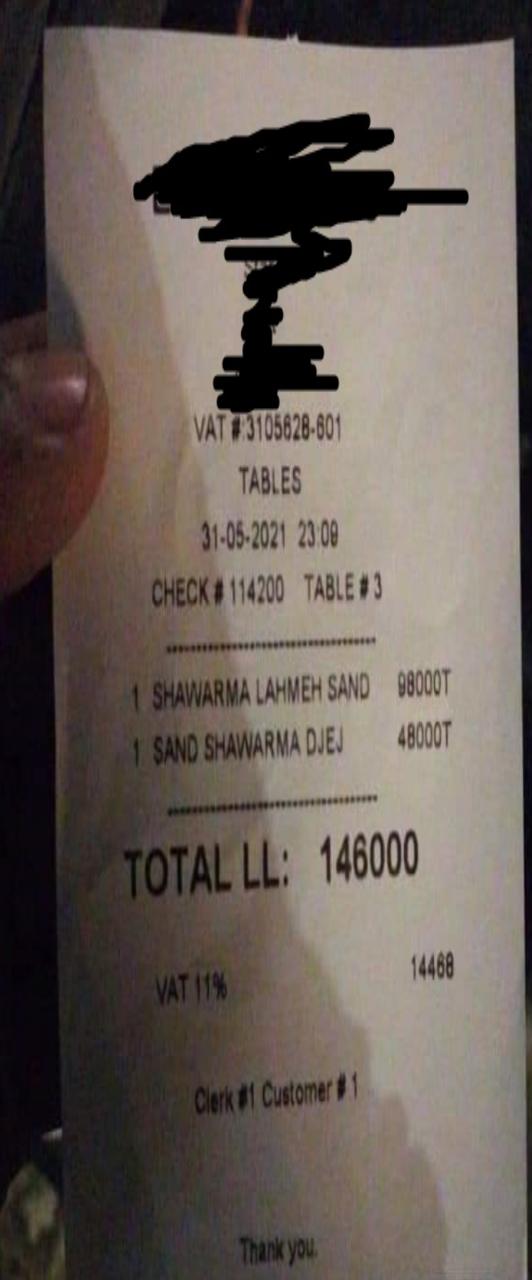 VAT #:3105628-601
TABLES
31-05-2021 23:09
CHECK # 114200 TABLE # 3
1 SHAWARMA LAHMEH SAND 98000T
1 SAND SHAWARMA DJEJ 48000T
TOTAL LL: 146000
VAT 11% 14468
Clerk #1 Customer # 1
Thank you.